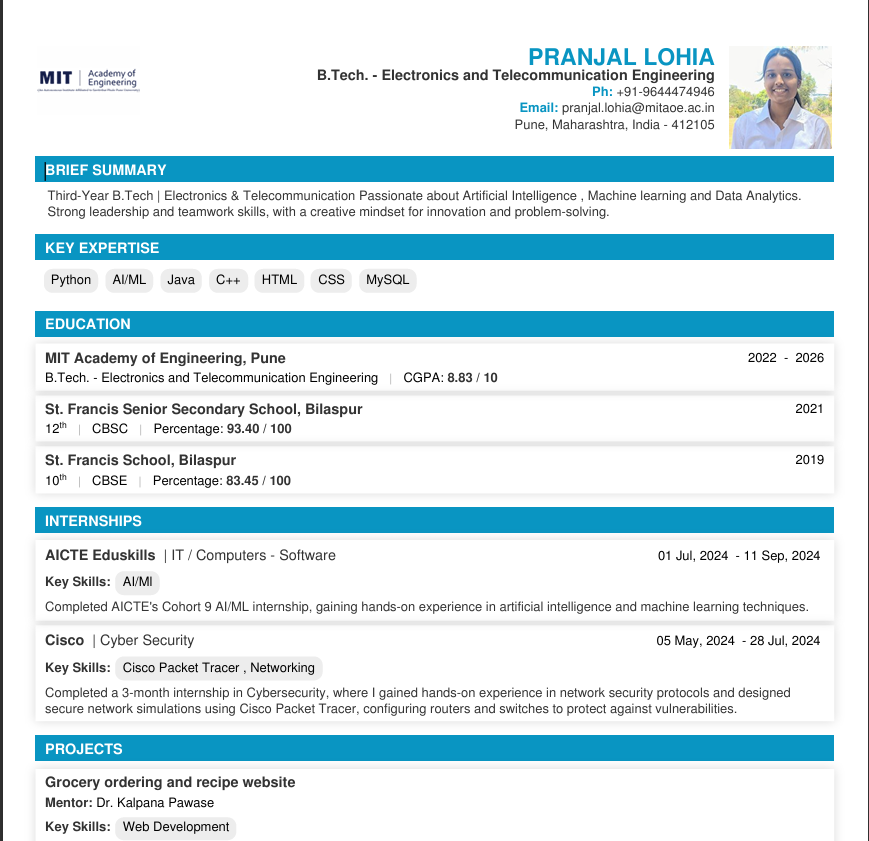 MIT | Academy of
Engineering
PRANJAL LOHIA
B.Tech. - Electronics and Telecommunication Engineering
Ph: +91-9644474946
Email: pranjal.lohia@mitaoe.ac.in
Pune, Maharashtra, India - 412105
BRIEF SUMMARY
Third-Year B.Tech | Electronics & Telecommunication Passionate about Artificial Intelligence , Machine learning and Data Analytics.
Strong leadership and teamwork skills, with a creative mindset for innovation and problem-solving.
KEY EXPERTISE
Python AI/ML Java C++ HTML CSS MySQL
EDUCATION
MIT Academy of Engineering, Pune 2022 - 2026
B.Tech. - Electronics and Telecommunication Engineering | CGPA: 8.83 / 10
St. Francis Senior Secondary School, Bilaspur 2021
12th | CBSC | Percentage: 93.40 / 100
St. Francis School, Bilaspur 2019
10th | CBSE | Percentage: 83.45 / 100
INTERNSHIPS
AICTE Eduskills | IT / Computers - Software 01 Jul, 2024 - 11 Sep, 2024
Key Skills: AI/Ml
Completed AICTE's Cohort 9 AI/ML internship, gaining hands-on experience in artificial intelligence and machine learning techniques.
Cisco | Cyber Security 05 May, 2024 - 28 Jul, 2024
Key Skills: Cisco Packet Tracer , Networking
Completed a 3-month internship in Cybersecurity, where I gained hands-on experience in network security protocols and designed
secure network simulations using Cisco Packet Tracer, configuring routers and switches to protect against vulnerabilities.
PROJECTS
Grocery ordering and recipe website
Mentor: Dr. Kalpana Pawase
Key Skills: Web Development